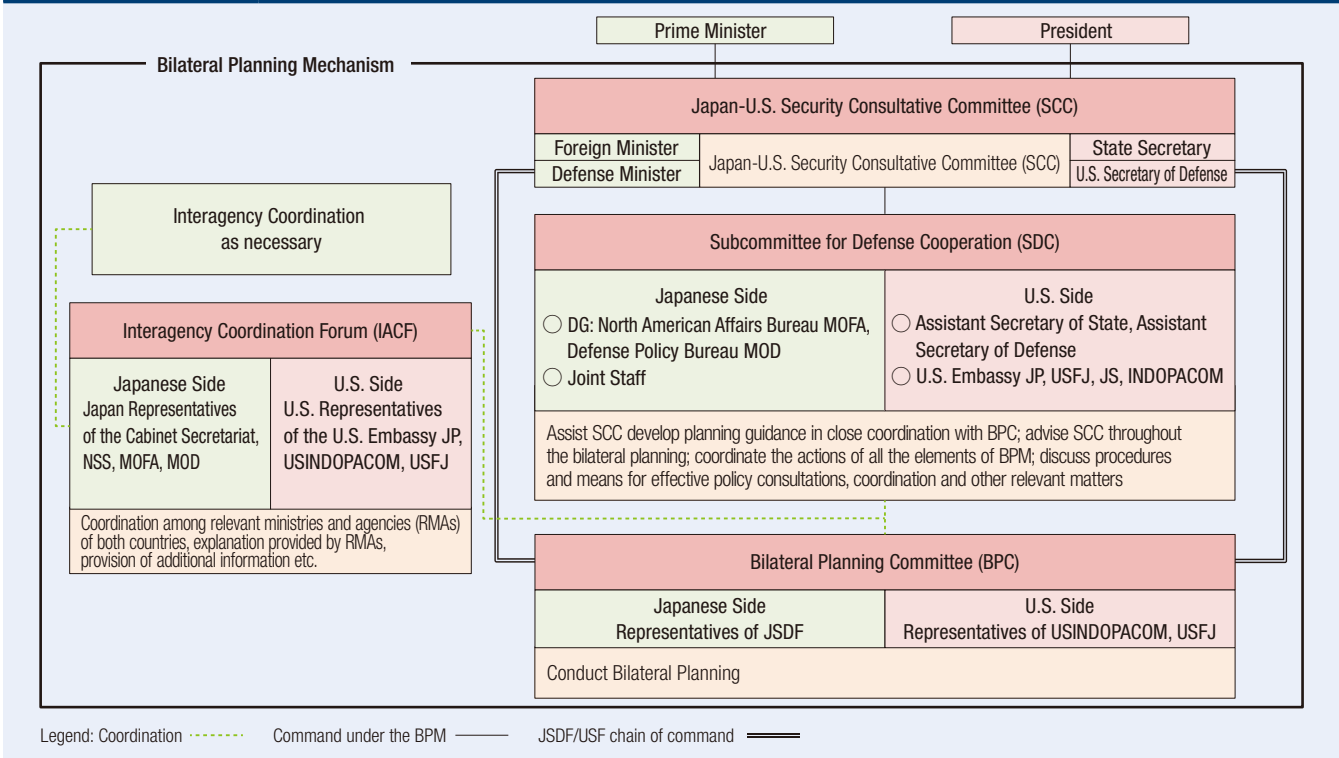 Prime Minister
President
Bilateral Planning Mechanism
Japan-U.S. Security Consultative Committee (SCC)
Foreign Minister
Defense Minister
Japan-U.S. Security Consultative Committee (SCC)
State Secretary
U.S. Secretary of Defense
Interagency Coordination
as necessary
Subcommittee for Defense Cooperation (SDC)
Japanese Side
○ DG: North American Affairs Bureau MOFA,
Defense Policy Bureau MOD
○ Joint Staff
U.S. Side
○ Assistant Secretary of State, Assistant
Secretary of Defense
○ U.S. Embassy JP, USFJ, JS, INDOPACOM
Assist SCC develop planning guidance in close coordination with BPC; advise SCC throughout
the bilateral planning; coordinate the actions of all the elements of BPM; discuss procedures
and means for effective policy consultations, coordination and other relevant matters
Interagency Coordination Forum (IACF)
Japanese Side
Japan Representatives
of the Cabinet Secretariat,
NSS, MOFA, MOD
U.S. Side
U.S. Representatives
of the U.S. Embassy JP,
USINDOPACOM, USFJ
Coordination among relevant ministries and agencies (RMAs)
of both countries, explanation provided by RMAs,
provision of additional information etc.
Bilateral Planning Committee (BPC)
Japanese Side
Representatives of JSDF
U.S. Side
Representatives of USINDOPACOM, USFJ
Conduct Bilateral Planning
Legend: Coordination
Command under the BPM
JSDF/USF chain of command